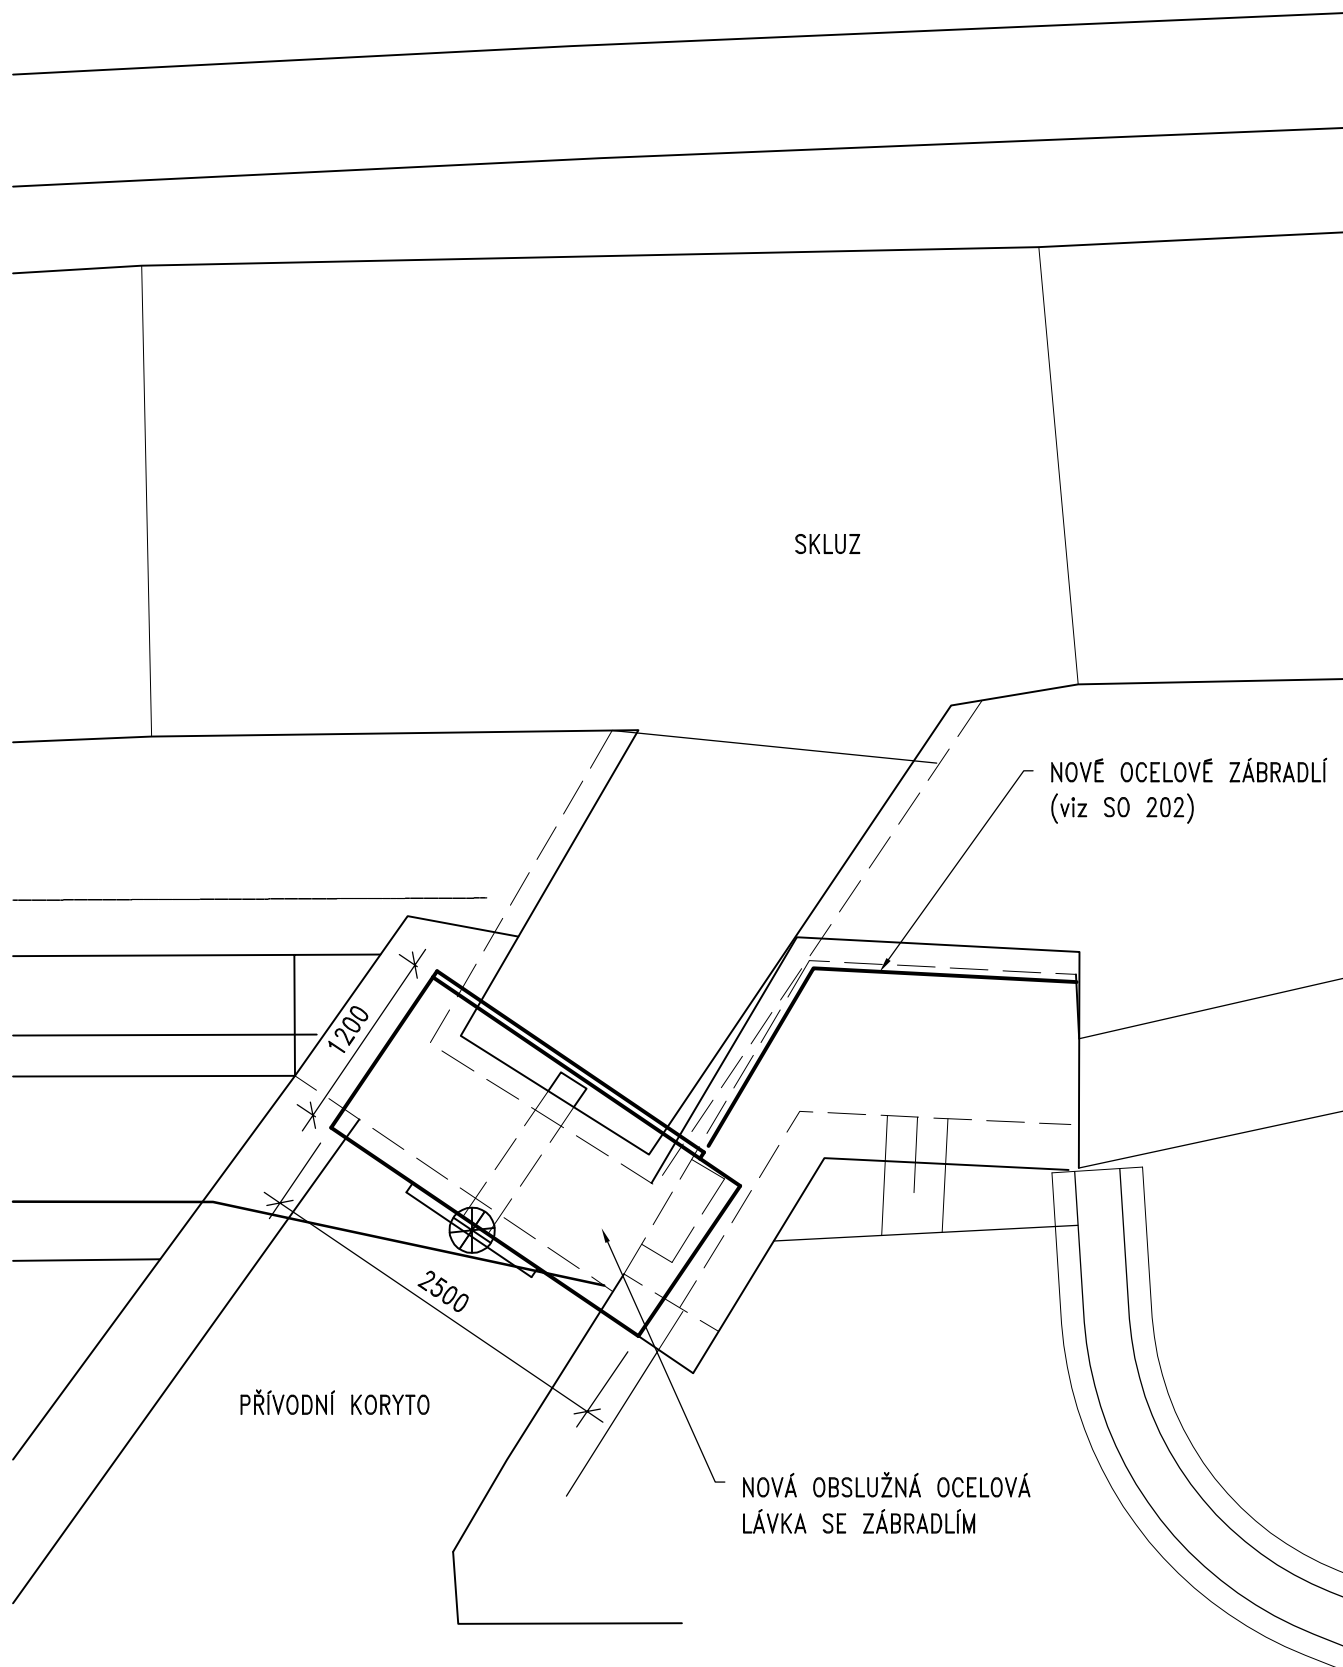 SKLUZ
NOVÉ OCELOVÉ ZÁBRADLÍ
(viz SO 202)
1200
2500
PŘÍVODNÍ KORYTO
NOVÁ OBSLUŽNÁ OCELOVÁ
LÁVKA SE ZÁBRADLÍM